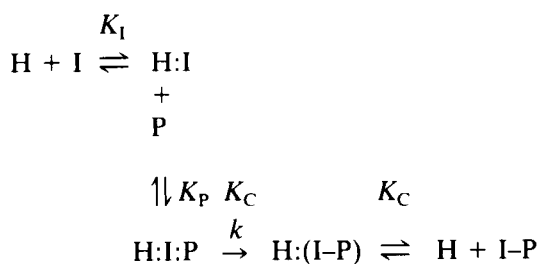 K_I
H + I ⇌ H:I
+
P
⇌ K_P K_C K_C
k
H:I:P → H:(I–P) ⇌ H + I–P